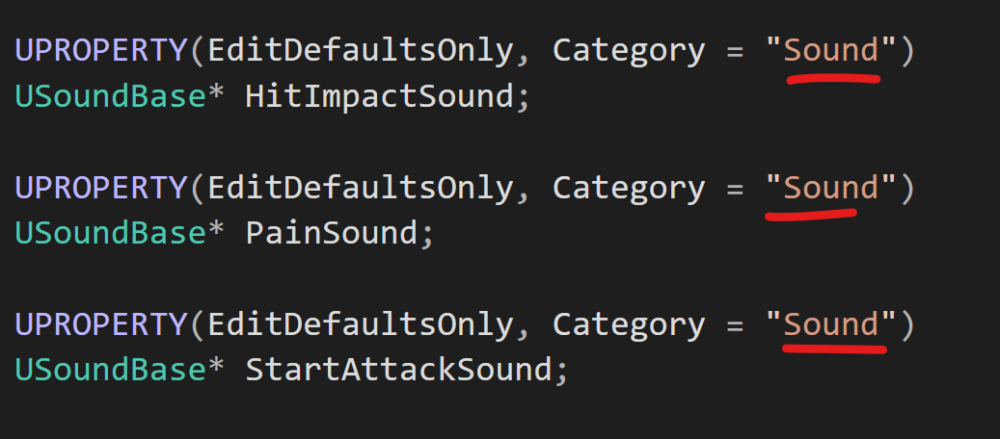 UPROPERTY(EditDefaultsOnly, Category = "Sound")
USoundBase* HitImpactSound;
UPROPERTY(EditDefaultsOnly, Category = "Sound")
USoundBase* PainSound;
UPROPERTY(EditDefaultsOnly, Category = "Sound")
USoundBase* StartAttackSound;